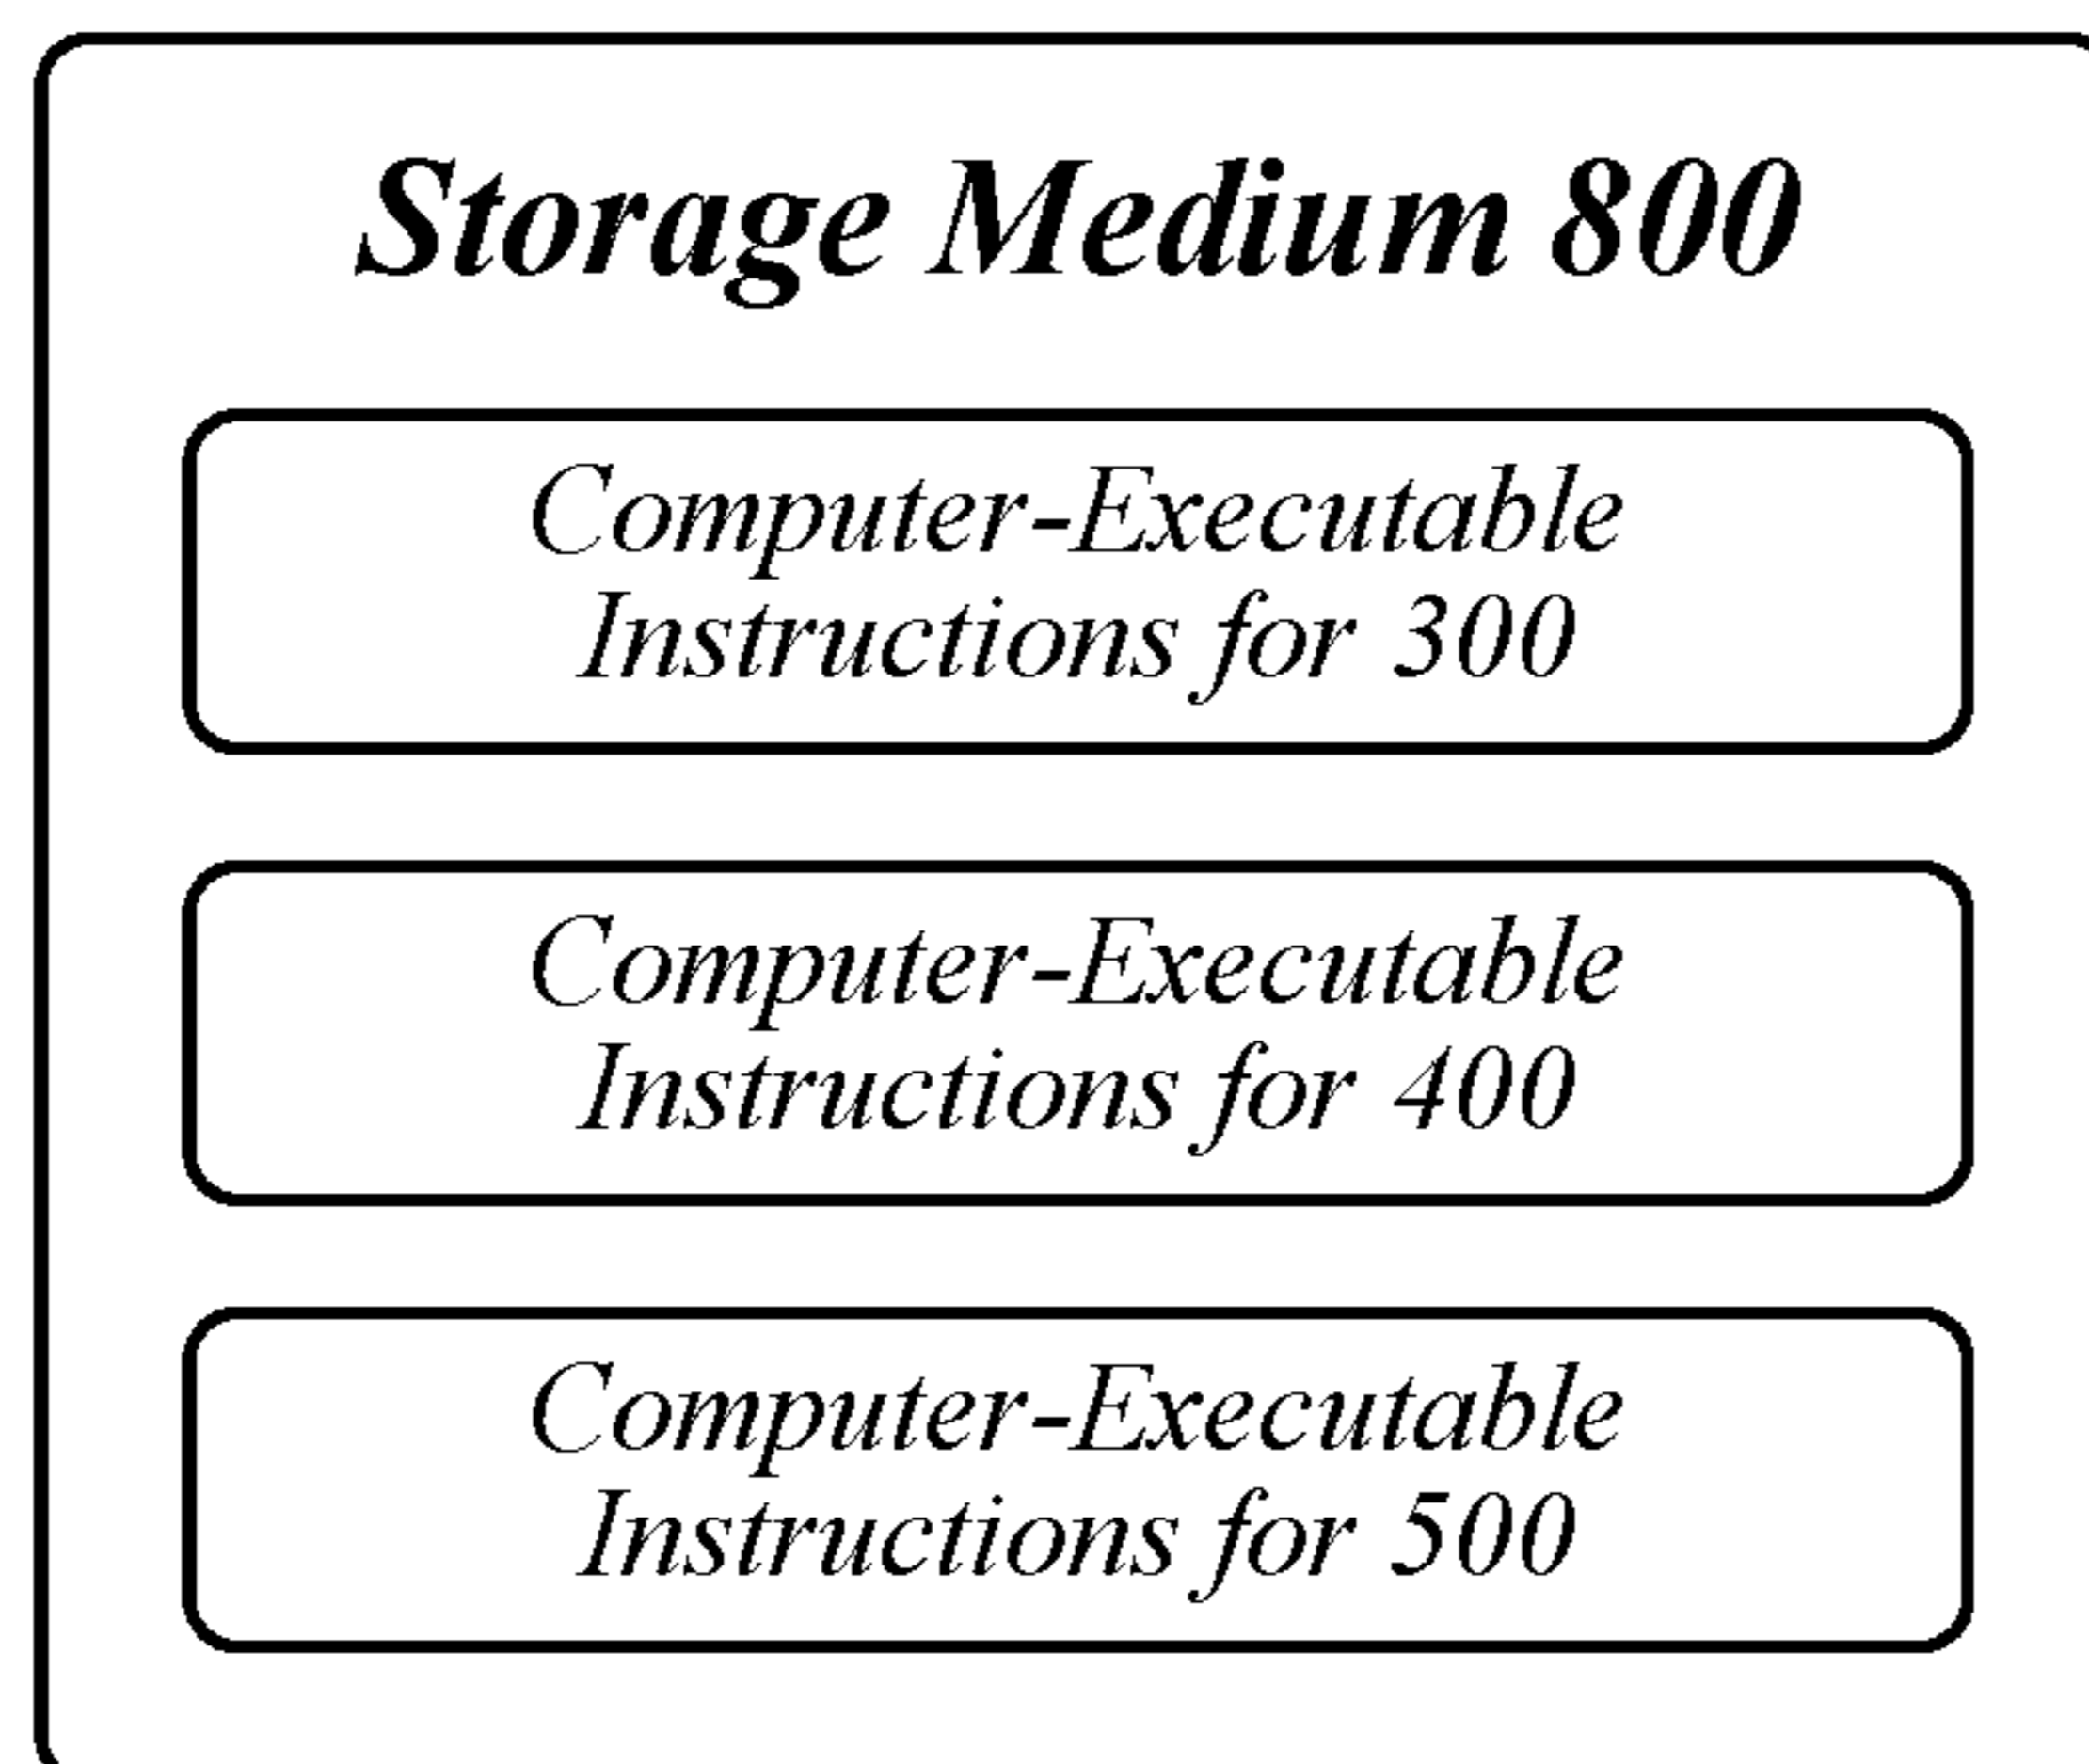 Storage Medium 800
Computer-Executable
Instructions for 300
Computer-Executable
Instructions for 400
Computer-Executable
Instructions for 500